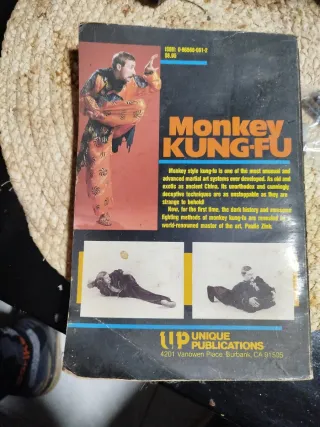 ISBN: 0-86568-091-2
$6.95
Monkey
KUNG-FU
Monkey style kung-fu is one of the most unusual and
advanced martial art systems ever developed. As old and
exotic as ancient China. Its unorthodox and cunningly
deceptive techniques are as unstoppable as they are
strange to behold!
Now, for the first time, the dark history and awesome
fighting methods of monkey kung-fu are revealed by
world-renowned master of the art, Paulie Zink.
UP UNIQUE
PUBLICATIONS
4201 Vanowen Place, Burbank, CA 91505